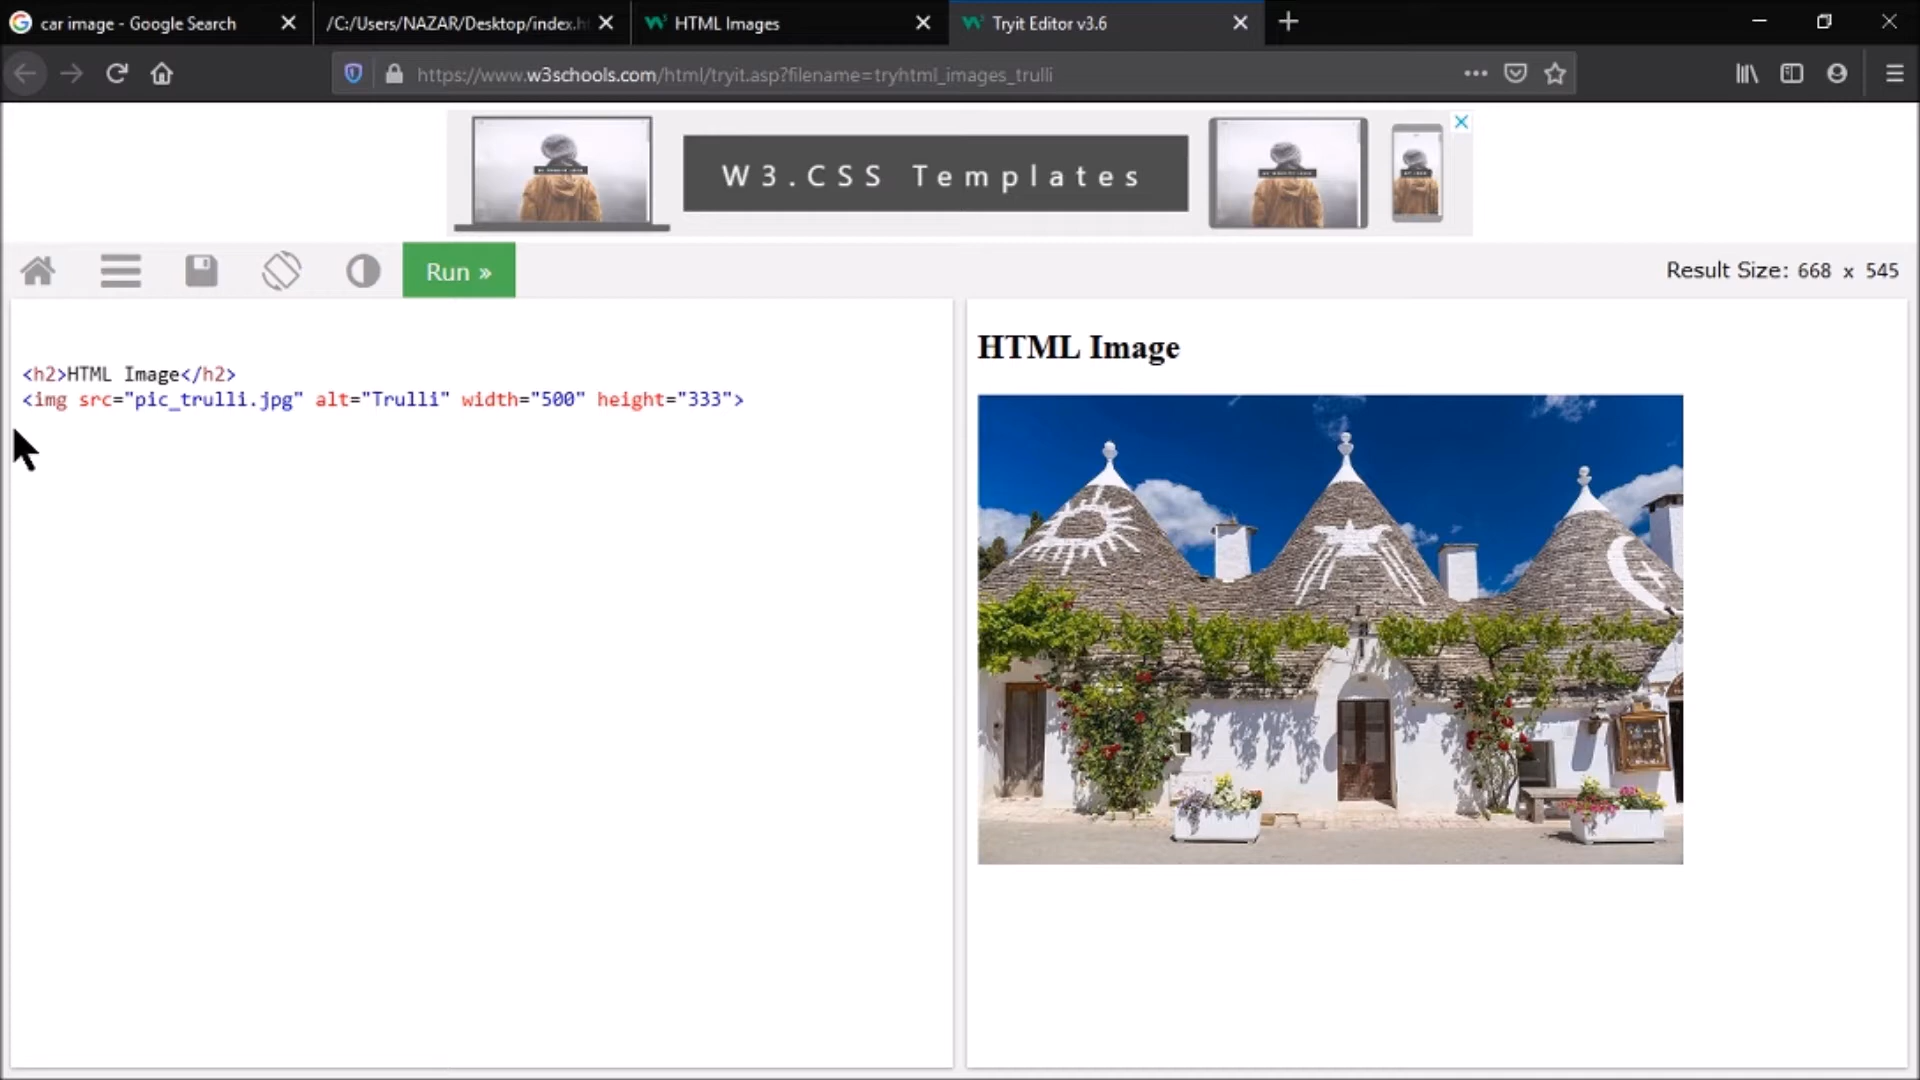 car image - Google Search
/C:/Users/NAZAR/Desktop/index.h
HTML Images
Tryit Editor v3.6
https://www.w3schools.com/html/tryit.asp?filename=tryhtml_images_trulli
W3.CSS Templates
Run »
Result Size: 668 x 545
<h2>HTML Image</h2>
<img src="pic_trulli.jpg" alt="Trulli" width="500" height="333">
HTML Image